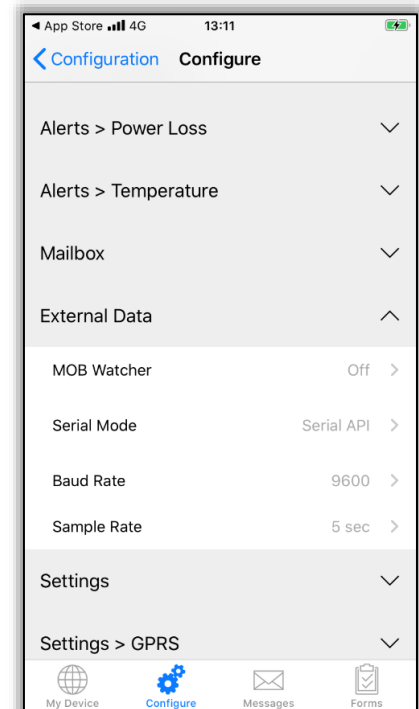 App Store 4G 13:11
Configuration Configure
Alerts > Power Loss
Alerts > Temperature
Mailbox
External Data
MOB Watcher Off
Serial Mode Serial API
Baud Rate 9600
Sample Rate 5 sec
Settings
Settings > GPRS
My Device Configure Messages Forms